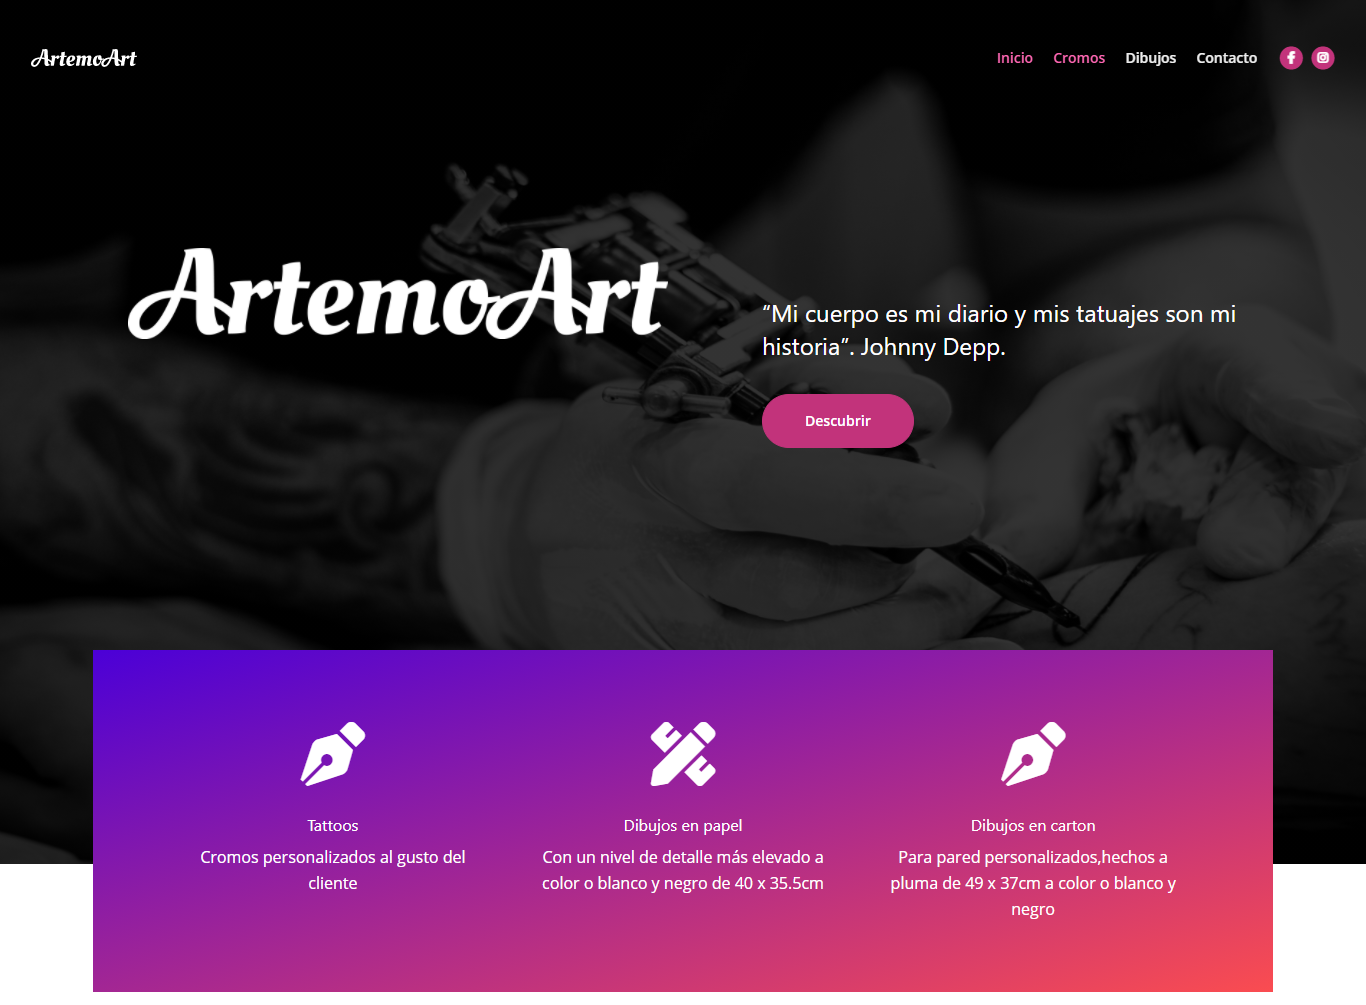 ArtemoArt
Inicio Cromos Dibujos Contacto
ArtemoArt
“Mi cuerpo es mi diario y mis tatuajes son mi
historia”. Johnny Depp.
Descubrir
Tattoos
Cromos personalizados al gusto del
cliente
Dibujos en papel
Con un nivel de detalle más elevado a
color o blanco y negro de 40 x 35.5cm
Dibujos en carton
Para pared personalizados,hechos a
pluma de 49 x 37cm a color o blanco y
negro